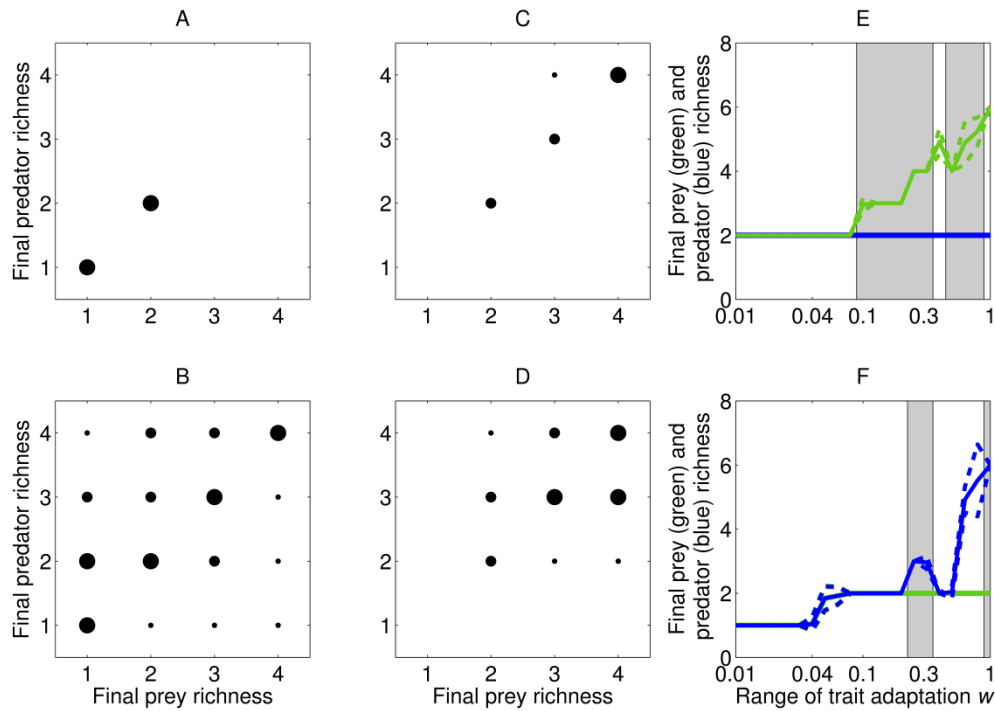 A
Final predator richness
4
3
2
1
1 2 3 4
C
4
3
2
1
1 2 3 4
E
Final prey (green) and
predator (blue) richness
8
6
4
2
0
0.01 0.04 0.1 0.3 1
B
Final predator richness
4
3
2
1
1 2 3 4
Final prey richness
D
4
3
2
1
1 2 3 4
Final prey richness
F
Final prey (green) and
predator (blue) richness
8
6
4
2
0
0.01 0.04 0.1 0.3 1
Range of trait adaptation w